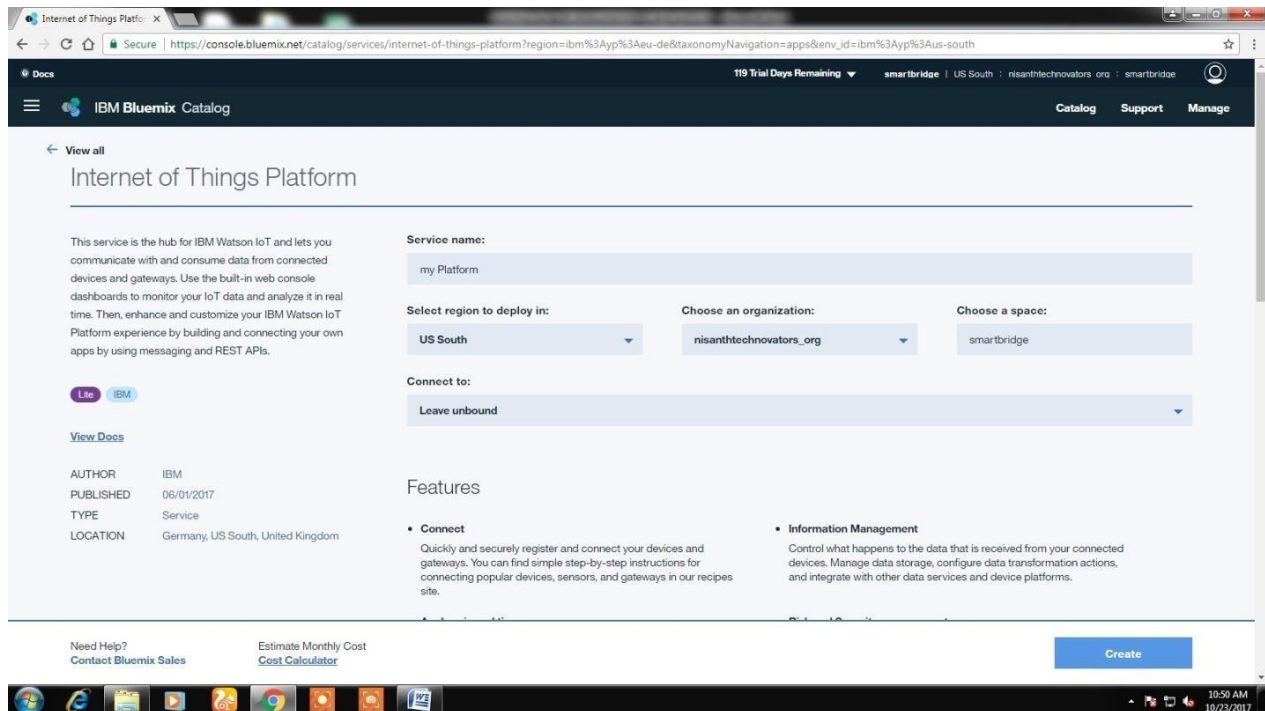 Internet of Things Platfo
Secure | https://console.bluemix.net/catalog/services/internet-of-things-platform?region=ibm%3Ayp%3Aeu-de&taxonomyNavigation=apps&env_id=ibm%3Ayp%3Aus-south
Docs
119 Trial Days Remaining
smartbridge | US South : nisanthtechnovators org : smartbridge
IBM Bluemix Catalog
Catalog Support Manage
View all
Internet of Things Platform
This service is the hub for IBM Watson IoT and lets you
communicate with and consume data from connected
devices and gateways. Use the built-in web console
dashboards to monitor your IoT data and analyze it in real
time. Then, enhance and customize your IBM Watson IoT
Platform experience by building and connecting your own
apps by using messaging and REST APIs.
Lite IBM
View Docs
AUTHOR IBM
PUBLISHED 06/01/2017
TYPE Service
LOCATION Germany, US South, United Kingdom
Service name:
my Platform
Select region to deploy in: Choose an organization: Choose a space:
US South nisanthtechnovators_org smartbridge
Connect to:
Leave unbound
Features
• Connect
Quickly and securely register and connect your devices and
gateways. You can find simple step-by-step instructions for
connecting popular devices, sensors, and gateways in our recipes
site.
• Information Management
Control what happens to the data that is received from your connected
devices. Manage data storage, configure data transformation actions,
and integrate with other data services and device platforms.
Need Help?
Contact Bluemix Sales
Estimate Monthly Cost
Cost Calculator
Create
10:50 AM
10/23/2017